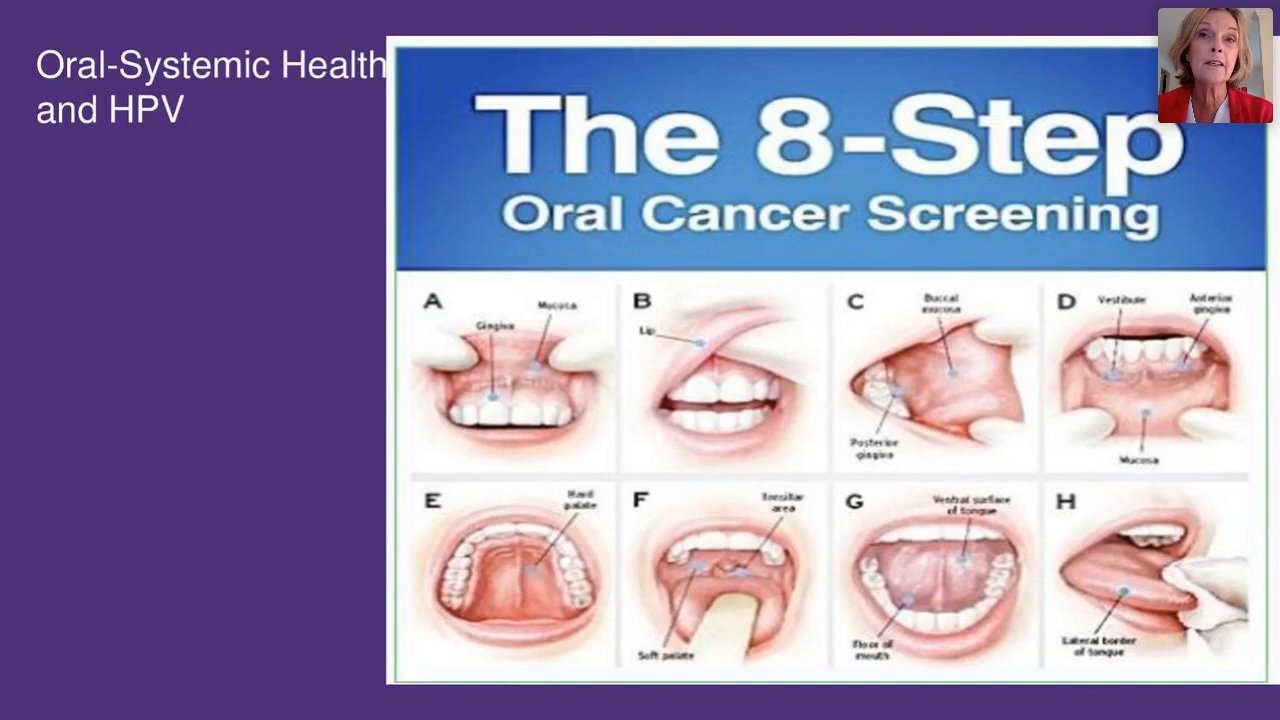 Oral-Systemic Health
and HPV
The 8-Step
Oral Cancer Screening
A
Gingiva
Mucosa
B
Lip
C
Buccal
mucosa
Posterior
gingiva
D
Vestibule
Anterior
gingiva
Mucosa
E
Hard
palate
F
Tonsillar
area
Soft palate
G
Ventral surface
of tongue
Floor of
mouth
H
Lateral border
of tongue